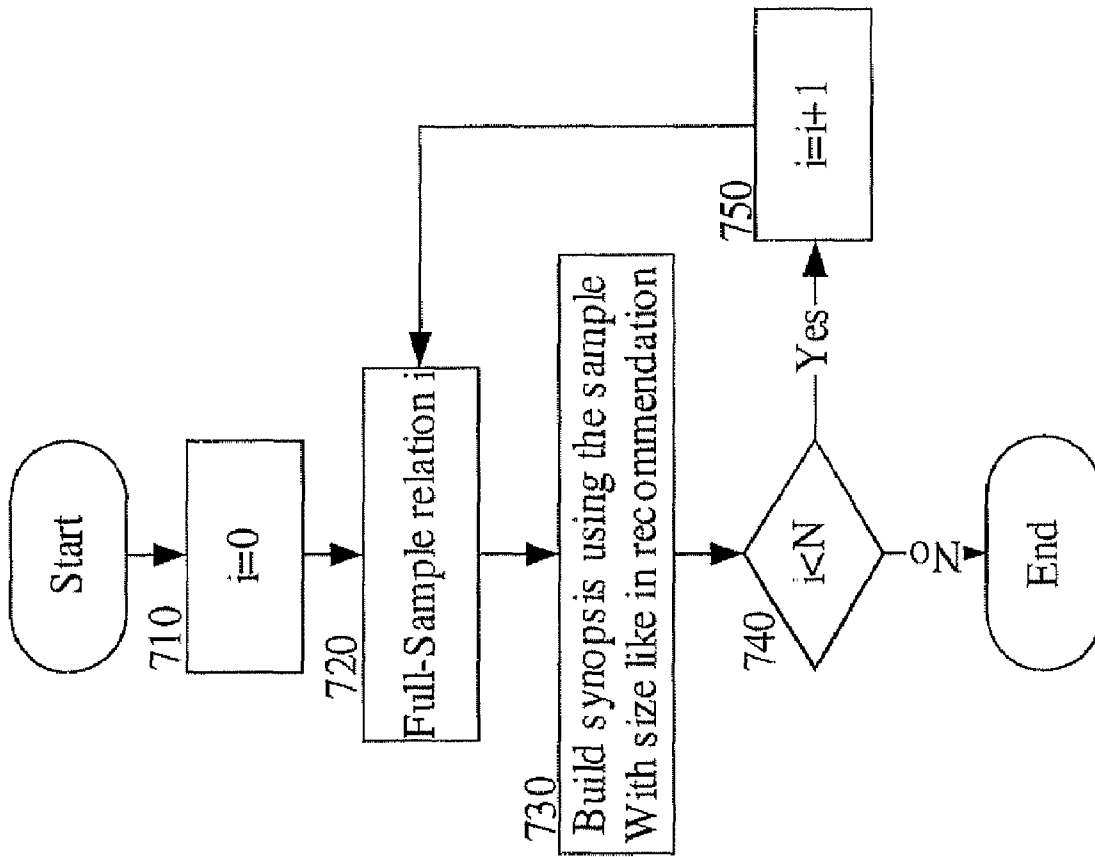 Start
710
i=0
720
Full-Sample relation i
730
Build synopsis using the sample
With size like in recommendation
740
i<N
Yes
750
i=i+1
No
End